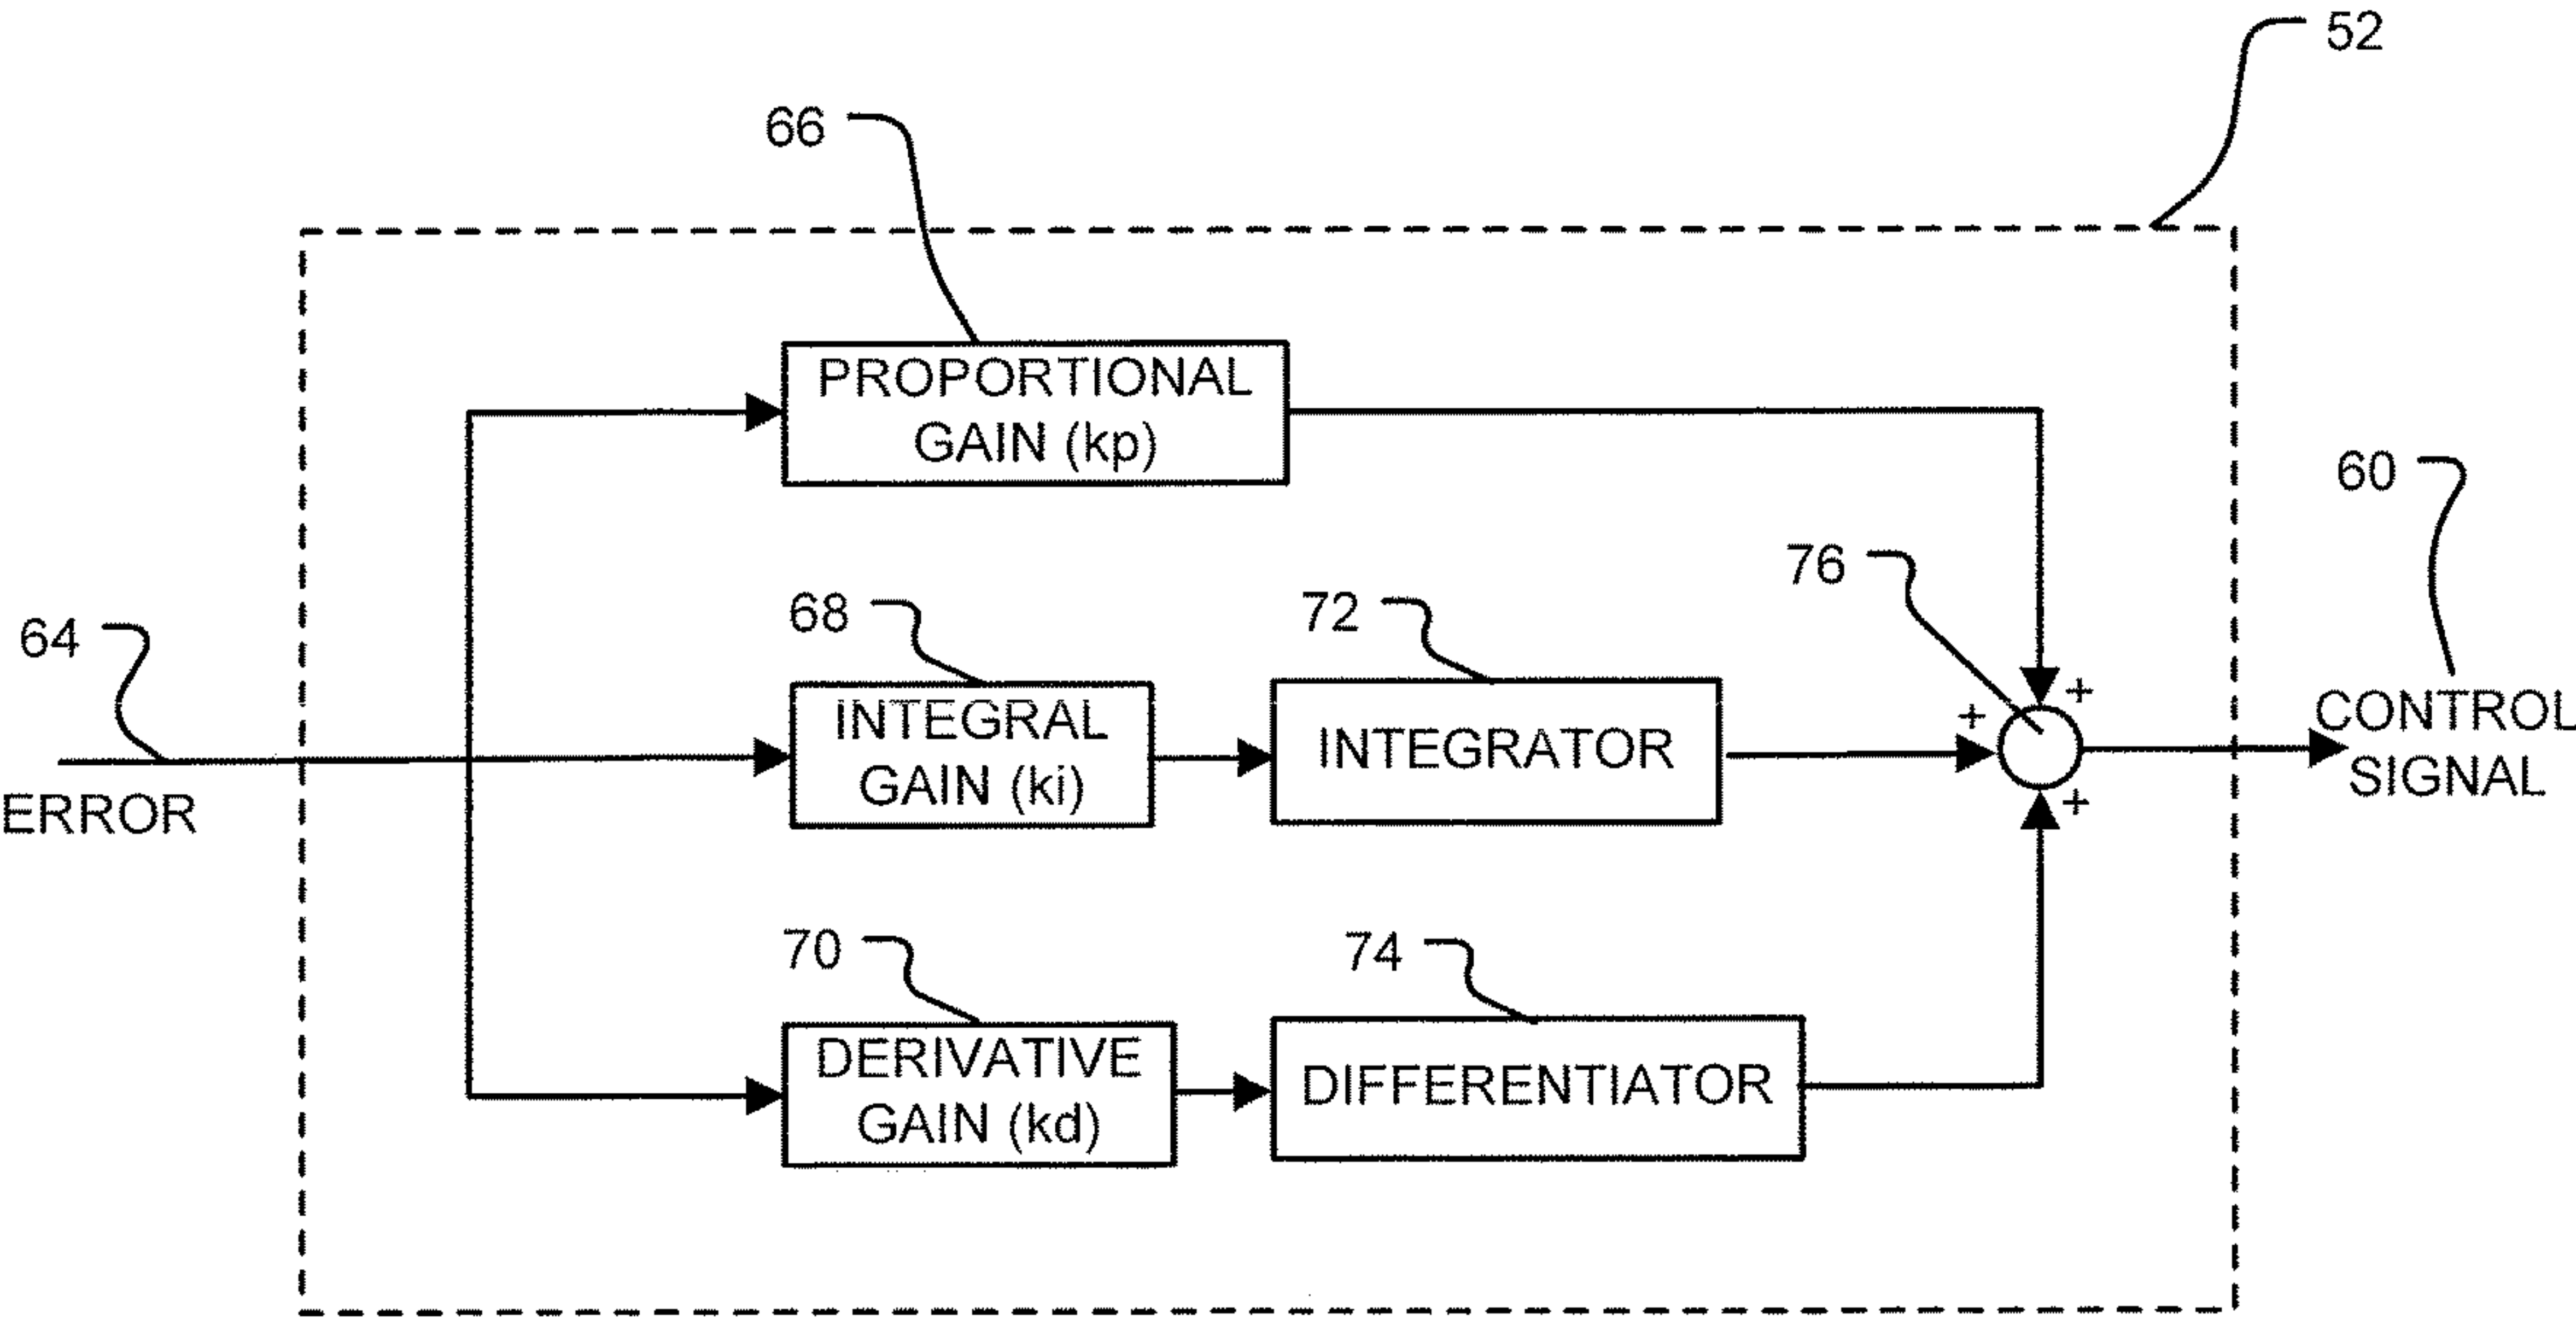 52
66
PROPORTIONAL
GAIN (kp)
60
76
68
72
64
INTEGRAL
GAIN (ki)
INTEGRATOR
+
+
+
CONTROL
SIGNAL
ERROR
70
74
DERIVATIVE
GAIN (kd)
DIFFERENTIATOR